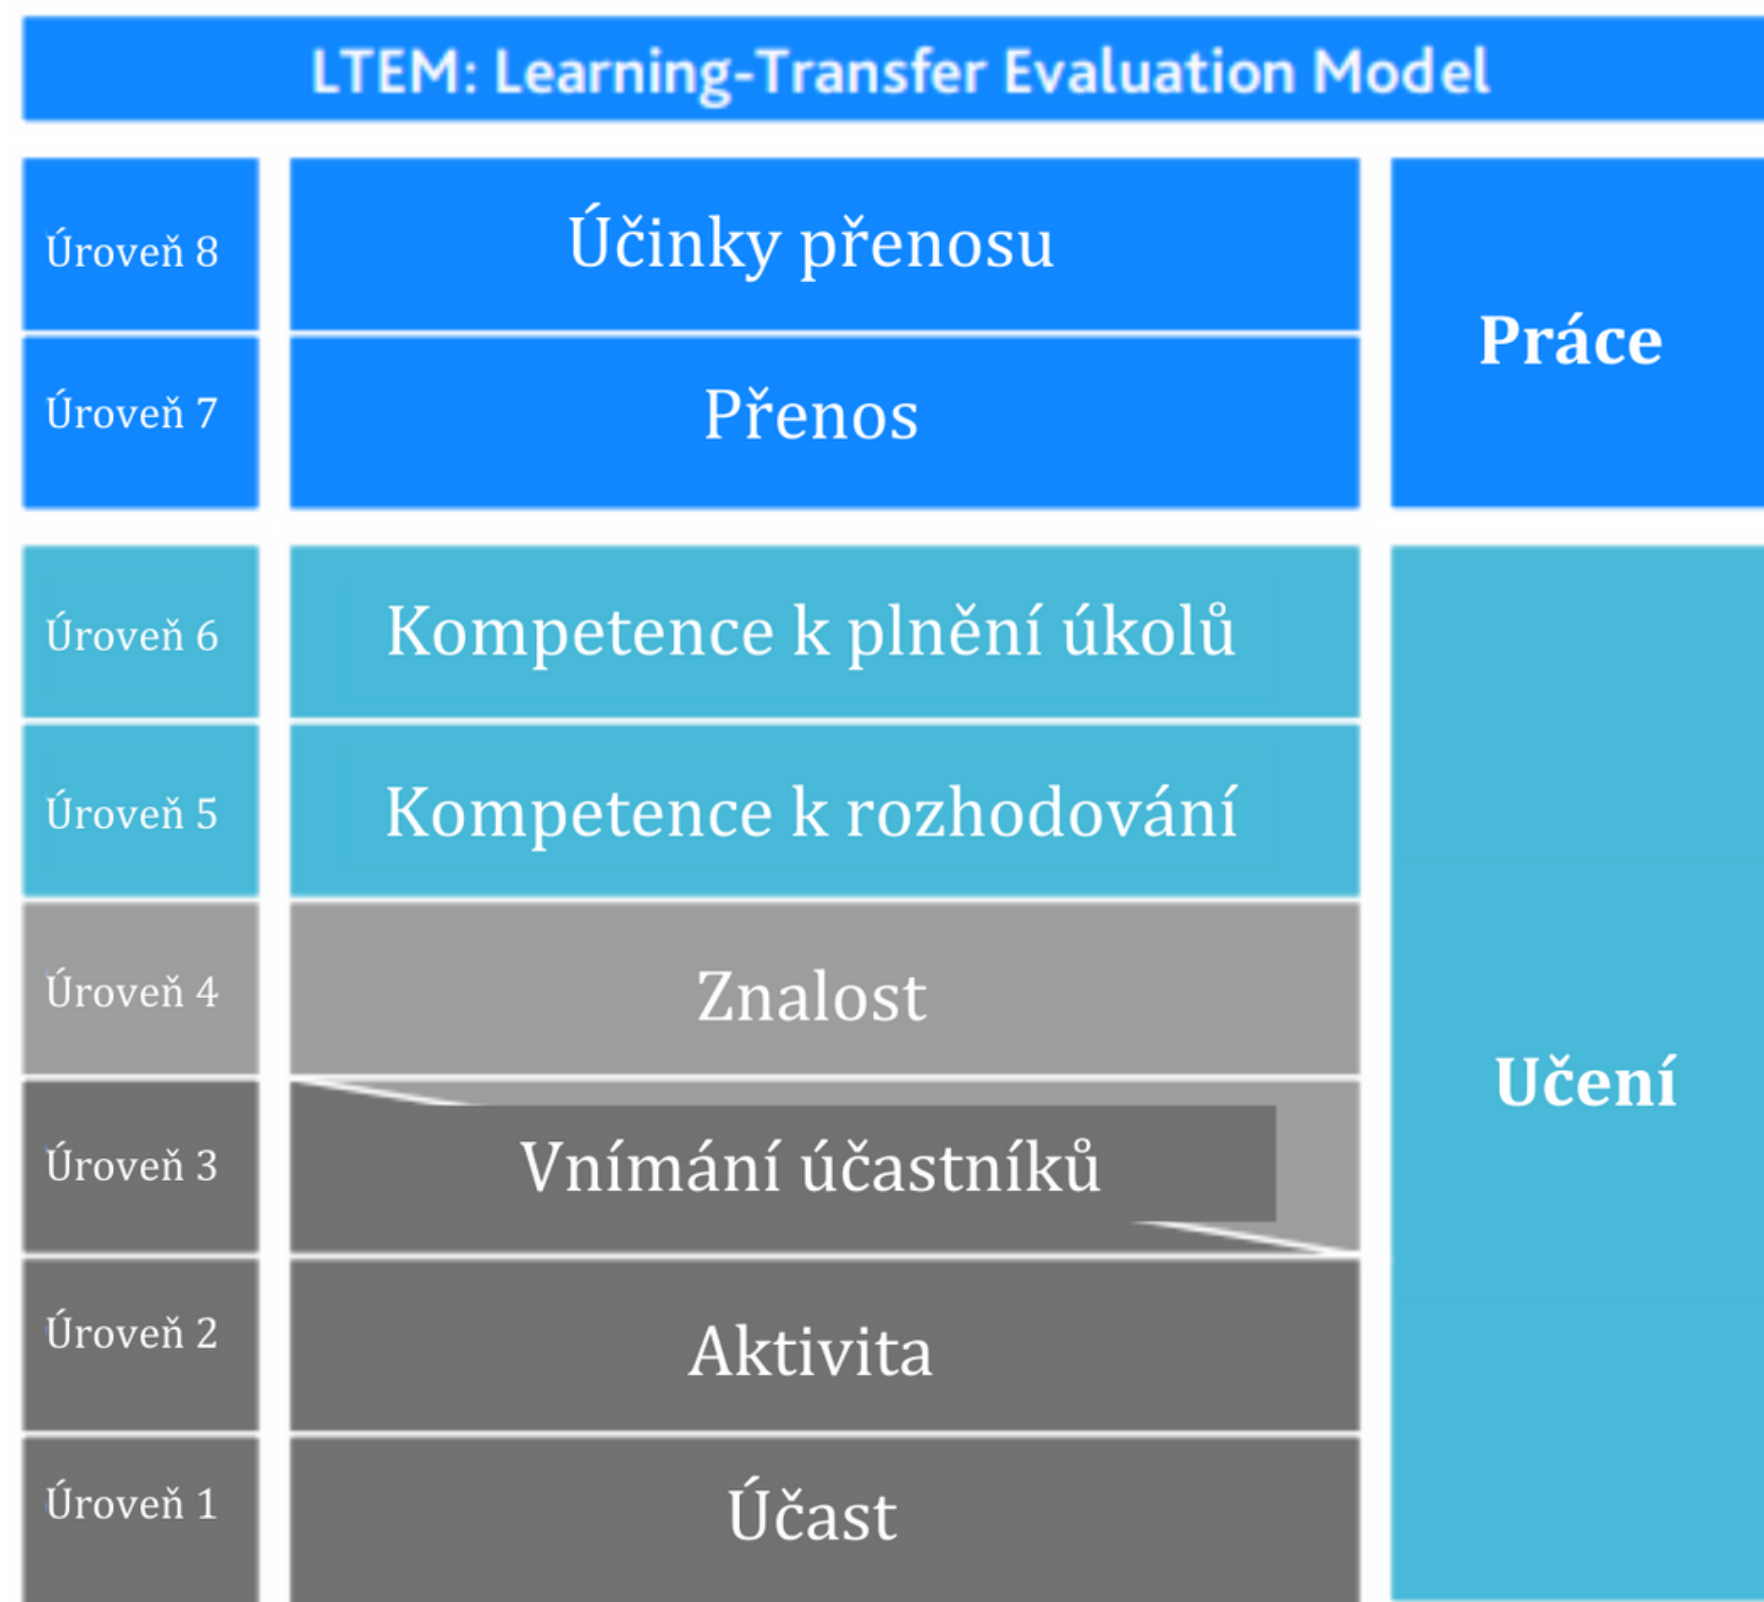 LTEM: Learning-Transfer Evaluation Model
Úroveň 8
Účinky přenosu
Práce
Úroveň 7
Přenos
Úroveň 6
Kompetence k plnění úkolů
Učení
Úroveň 5
Kompetence k rozhodování
Úroveň 4
Znalost
Úroveň 3
Vnímání účastníků
Úroveň 2
Aktivita
Úroveň 1
Účast